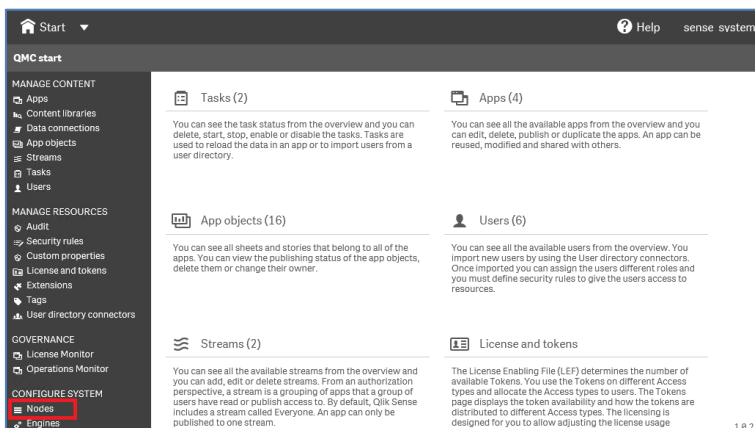 Start
Help
sense system
QMC start
MANAGE CONTENT
Apps
Content libraries
Data connections
App objects
Streams
Tasks
Users
MANAGE RESOURCES
Audit
Security rules
Custom properties
License and tokens
Extensions
Tags
User directory connectors
GOVERNANCE
License Monitor
Operations Monitor
CONFIGURE SYSTEM
Nodes
Engines
Tasks (2)
You can see the task status from the overview and you can
delete, start, stop, enable or disable the tasks. Tasks are
used to reload the data in an app or to import users from a
user directory.
Apps (4)
You can see all the available apps from the overview and you
can edit, delete, publish or duplicate the apps. An app can be
reused, modified and shared with others.
App objects (16)
You can see all sheets and stories that belong to all of the
apps. You can view the publishing status of the app objects,
delete them or change their owner.
Users (6)
You can see all the available users from the overview. You
import new users by using the User directory connectors.
Once imported you can assign the users different roles and
you must define security rules to give the users access to
resources.
Streams (2)
You can see all the available streams from the overview and
you can add, edit or delete streams. From an authorization
perspective, a stream is a grouping of apps that a group of
users have read or publish access to. By default, Qlik Sense
includes a stream called Everyone. An app can only be
published to one stream.
License and tokens
The License Enabling File (LEF) determines the number of
available Tokens. You use the Tokens on different Access
types and allocate the Access types to users. The Tokens
page displays the token availability and how the tokens are
distributed to different Access types. The licensing is
designed for you to allow adjusting the license usage